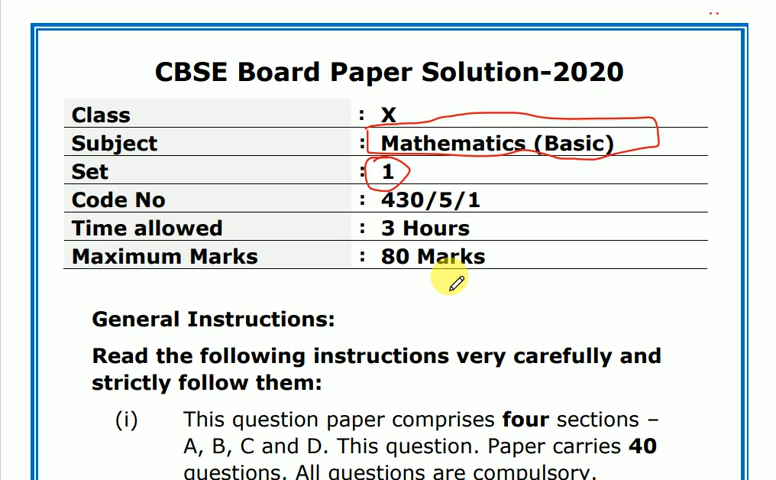 CBSE Board Paper Solution-2020
Class : X
Subject : Mathematics (Basic)
Set : 1
Code No : 430/5/1
Time allowed : 3 Hours
Maximum Marks : 80 Marks
General Instructions:
Read the following instructions very carefully and
strictly follow them:
(i) This question paper comprises four sections –
A, B, C and D. This question. Paper carries 40
questions. All questions are compulsory.